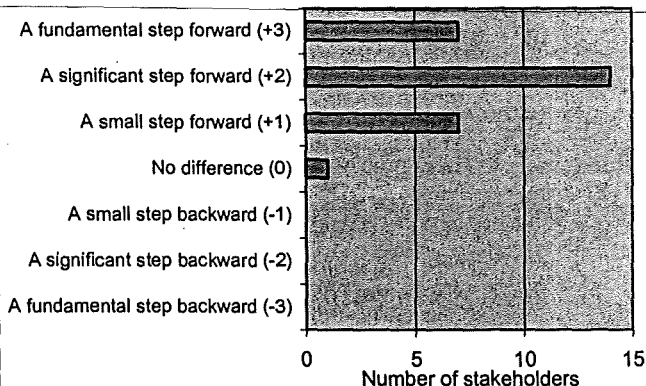 A fundamental step forward (+3)
A significant step forward (+2)
A small step forward (+1)
No difference (0)
A small step backward (-1)
A significant step backward (-2)
A fundamental step backward (-3)
0 5 10 15
Number of stakeholders